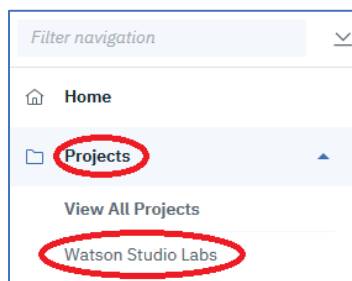 Filter navigation
Home
Projects
View All Projects
Watson Studio Labs